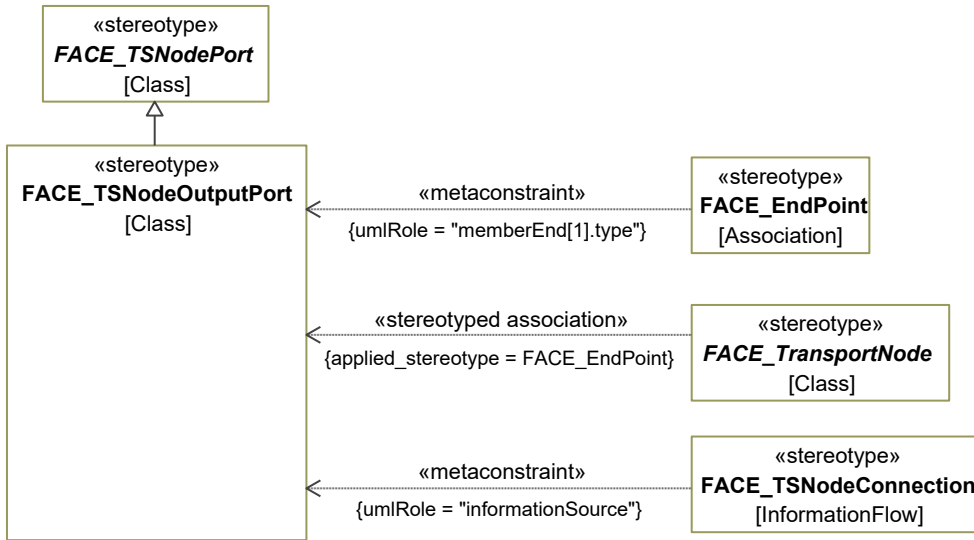 «stereotype»
FACE_TSNodePort
[Class]
«stereotype»
FACE_TSNodeOutputPort
[Class]
«metaconstraint»
{umlRole = "memberEnd[1].type"}
«stereotype»
FACE_EndPoint
[Association]
«stereotyped association»
{applied_stereotype = FACE_EndPoint}
«stereotype»
FACE_TransportNode
[Class]
«metaconstraint»
{umlRole = "informationSource"}
«stereotype»
FACE_TSNodeConnection
[InformationFlow]